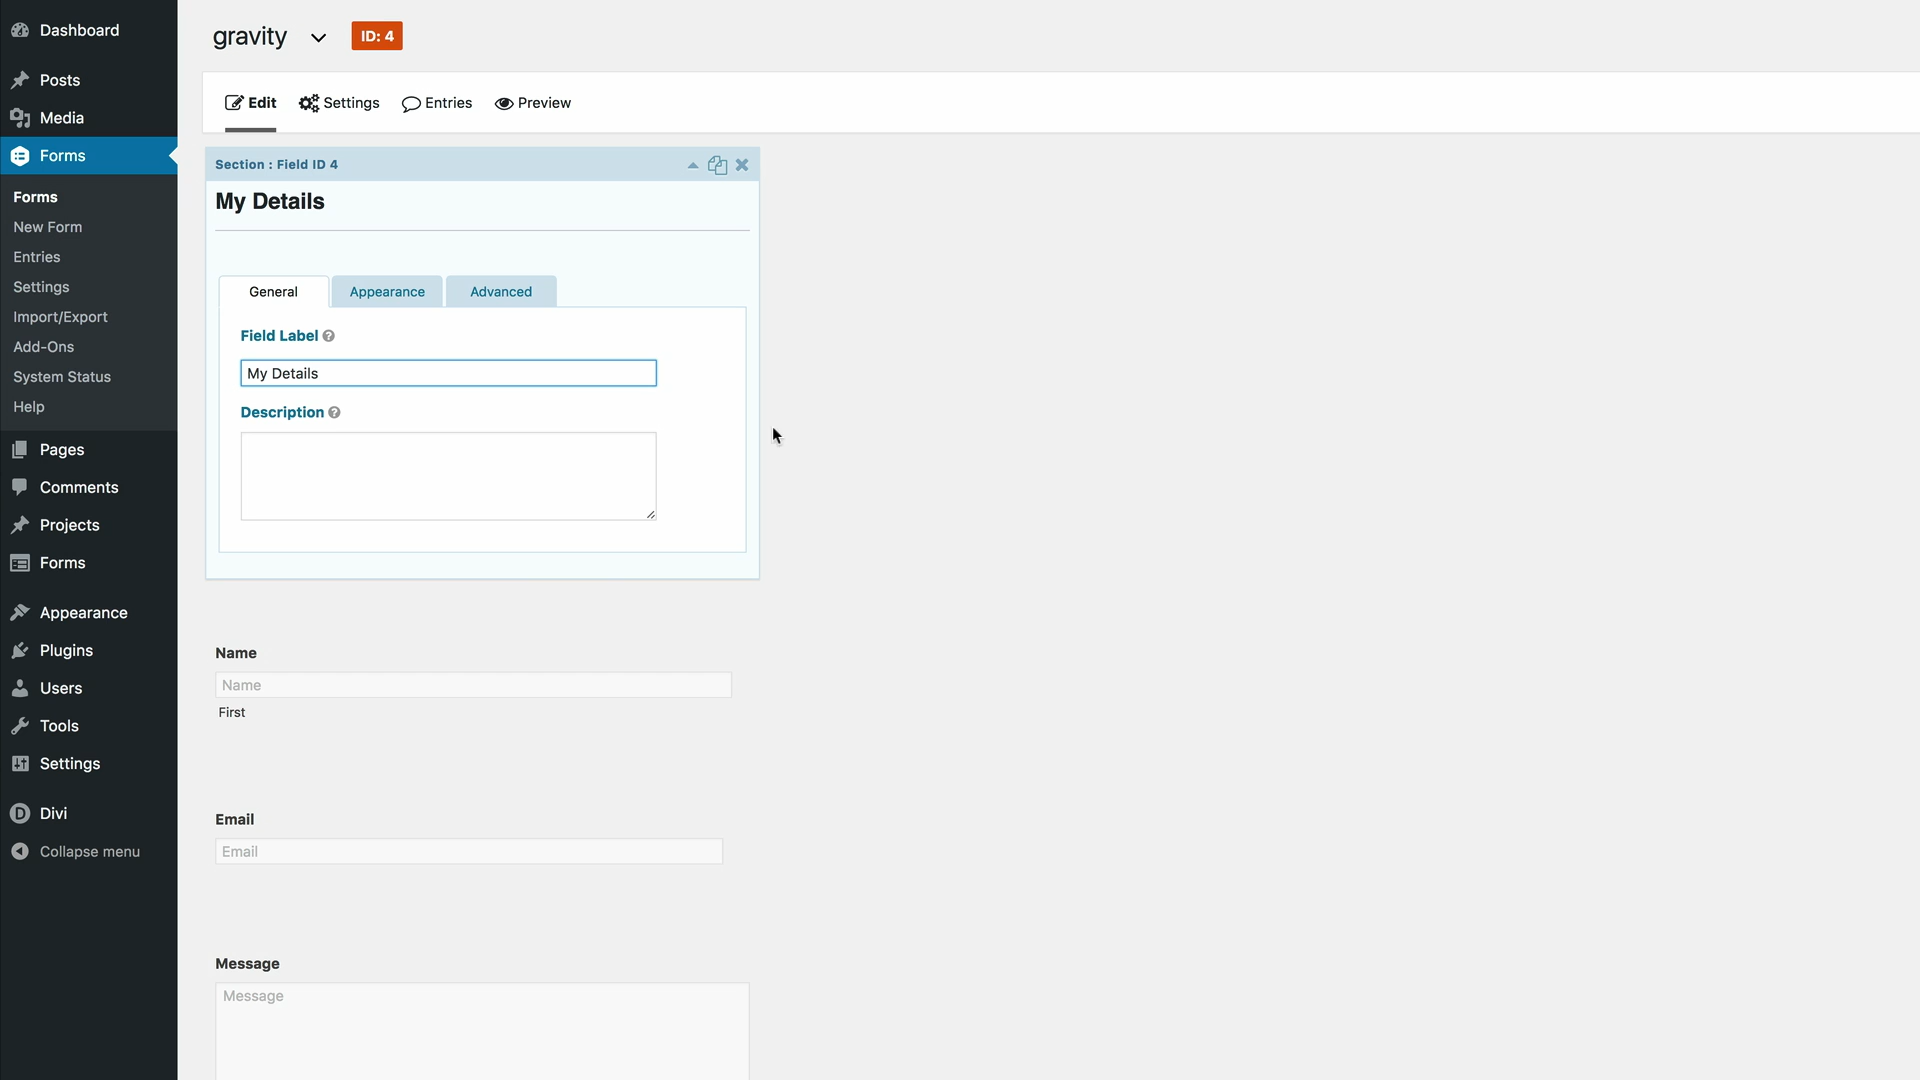 Dashboard
Posts
Media
Forms
Forms
New Form
Entries
Settings
Import/Export
Add-Ons
System Status
Help
Pages
Comments
Projects
Forms
Appearance
Plugins
Users
Tools
Settings
Divi
Collapse menu
gravity ID: 4
Edit Settings Entries Preview
Section : Field ID 4
My Details
General Appearance Advanced
Field Label
My Details
Description
Name
Name
First
Email
Email
Message
Message